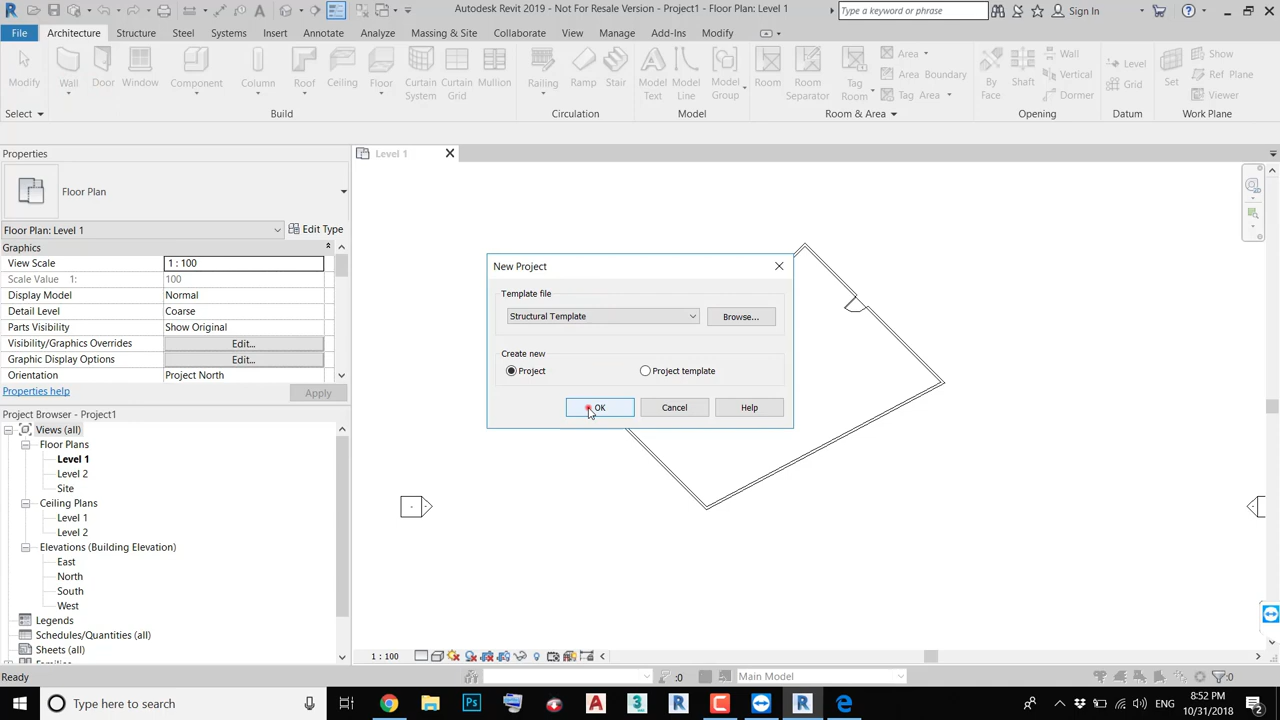 Autodesk Revit 2019 - Not For Resale Version - Project1 - Floor Plan: Level 1
Type a keyword or phrase
Sign In
File Architecture Structure Steel Systems Insert Annotate Analyze Massing & Site Collaborate View Manage Add-Ins Modify
Modify Wall Door Window Component Column Roof Ceiling Curtain System Curtain Grid Floor Mullion Railing Ramp Stair Model Text Model Line Model Group Room Room Separator Tag Room
Area
Area Boundary
Tag Area
By Face Shaft
Wall
Vertical
Dormer
Level
Grid
Set
Show
Ref Plane
Viewer
Select Build Circulation Model Room & Area Opening Datum Work Plane
Properties
Level 1
Floor Plan
Floor Plan: Level 1 Edit Type
Graphics
View Scale 1 : 100
Scale Value 1: 100
Display Model Normal
Detail Level Coarse
Parts Visibility Show Original
Visibility/Graphics Overrides Edit...
Graphic Display Options Edit...
Orientation Project North
Properties help Apply
New Project
Template file
Structural Template Browse...
Create new
Project Project template
OK Cancel Help
Project Browser - Project1
Views (all)
Floor Plans
Level 1
Level 2
Site
Ceiling Plans
Level 1
Level 2
Elevations (Building Elevation)
East
North
South
West
Legends
Schedules/Quantities (all)
Sheets (all)
1 : 100
Ready
:0
Main Model
:0
Type here to search
ENG
8:52 PM
10/31/2018
2